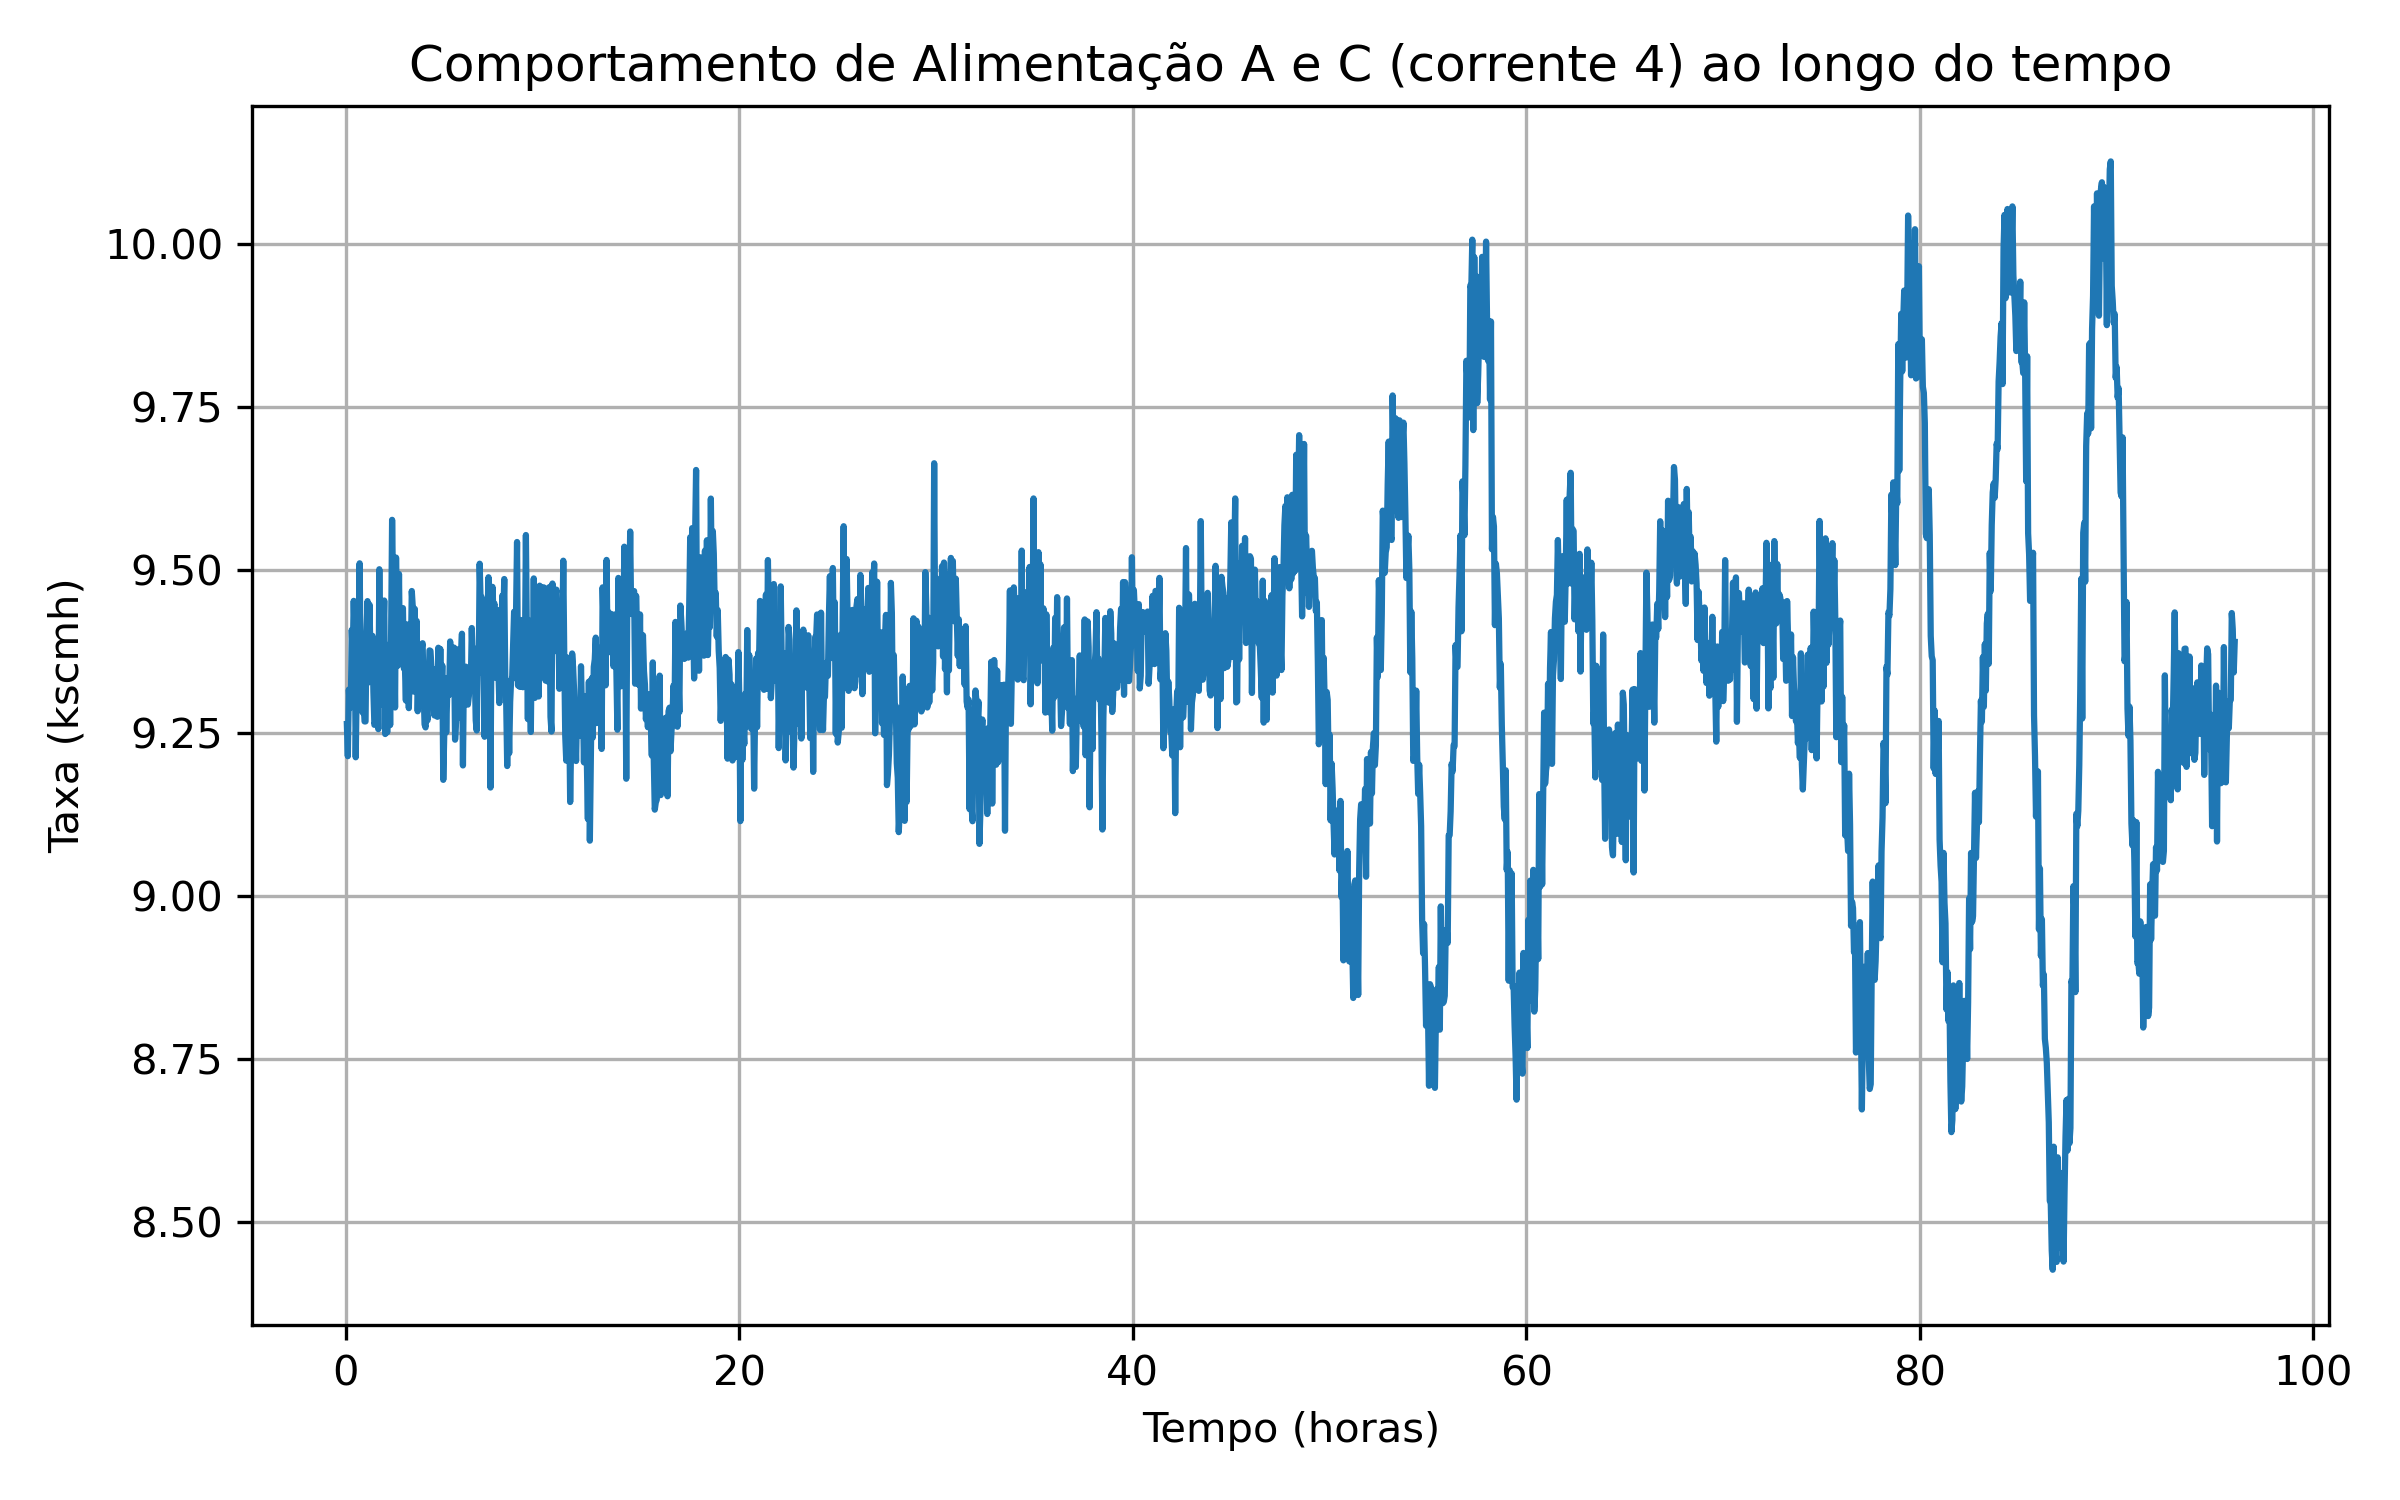 Comportamento de Alimentação A e C (corrente 4) ao longo do tempo
10.00
9.75
9.50
9.25
9.00
8.75
8.50
Taxa (kscmh)
0 20 40 60 80 100
Tempo (horas)